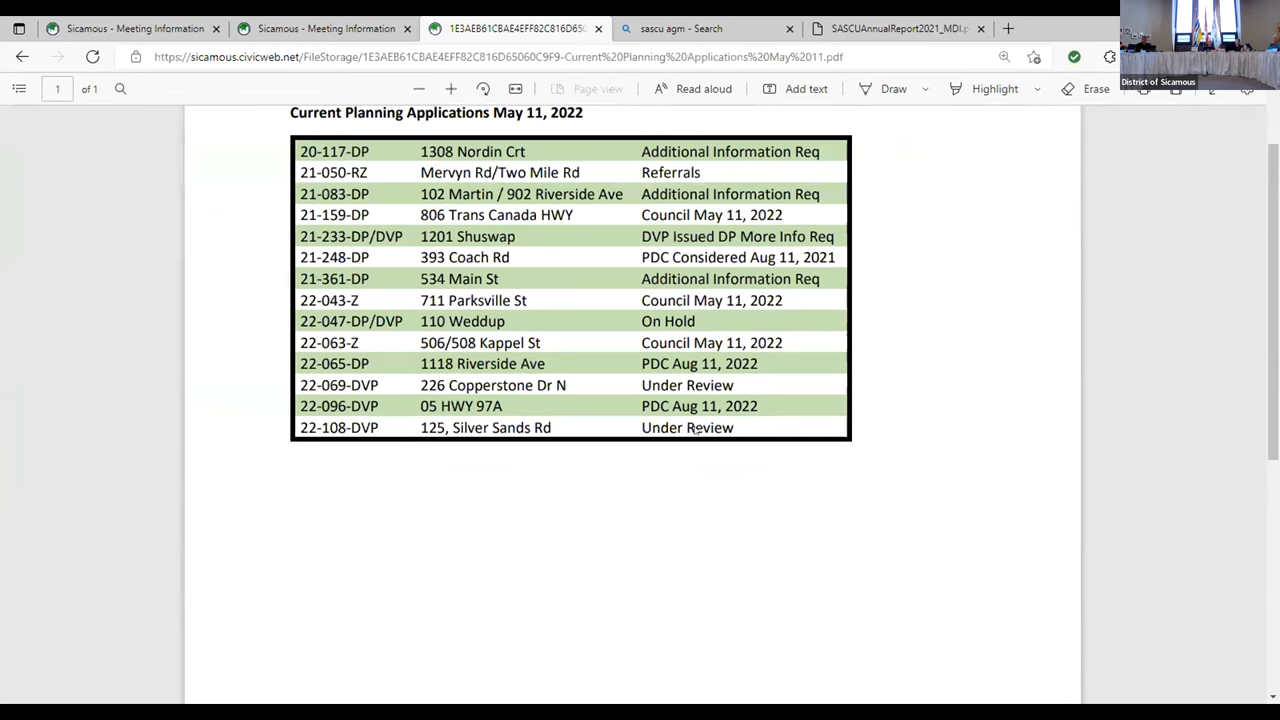 Sicamous - Meeting Information
Sicamous - Meeting Information
1E3AEB61CBAE4EFF82C816D65060
sascu agm - Search
SASCUAnnualReport2021_MDI.p
https://sicamous.civicweb.net/FileStorage/1E3AEB61CBAE4EFF82C816D65060C9F9-Current%20Planning%20Applications%20May%2011.pdf
District of Sicamous
1 of 1
Page view
Read aloud
Add text
Draw
Highlight
Erase
Current Planning Applications May 11, 2022
20-117-DP 1308 Nordin Crt Additional Information Req
21-050-RZ Mervyn Rd/Two Mile Rd Referrals
21-083-DP 102 Martin / 902 Riverside Ave Additional Information Req
21-159-DP 806 Trans Canada HWY Council May 11, 2022
21-233-DP/DVP 1201 Shuswap DVP Issued DP More Info Req
21-248-DP 393 Coach Rd PDC Considered Aug 11, 2021
21-361-DP 534 Main St Additional Information Req
22-043-Z 711 Parksville St Council May 11, 2022
22-047-DP/DVP 110 Weddup On Hold
22-063-Z 506/508 Kappel St Council May 11, 2022
22-065-DP 1118 Riverside Ave PDC Aug 11, 2022
22-069-DVP 226 Copperstone Dr N Under Review
22-096-DVP 05 HWY 97A PDC Aug 11, 2022
22-108-DVP 125, Silver Sands Rd Under Review